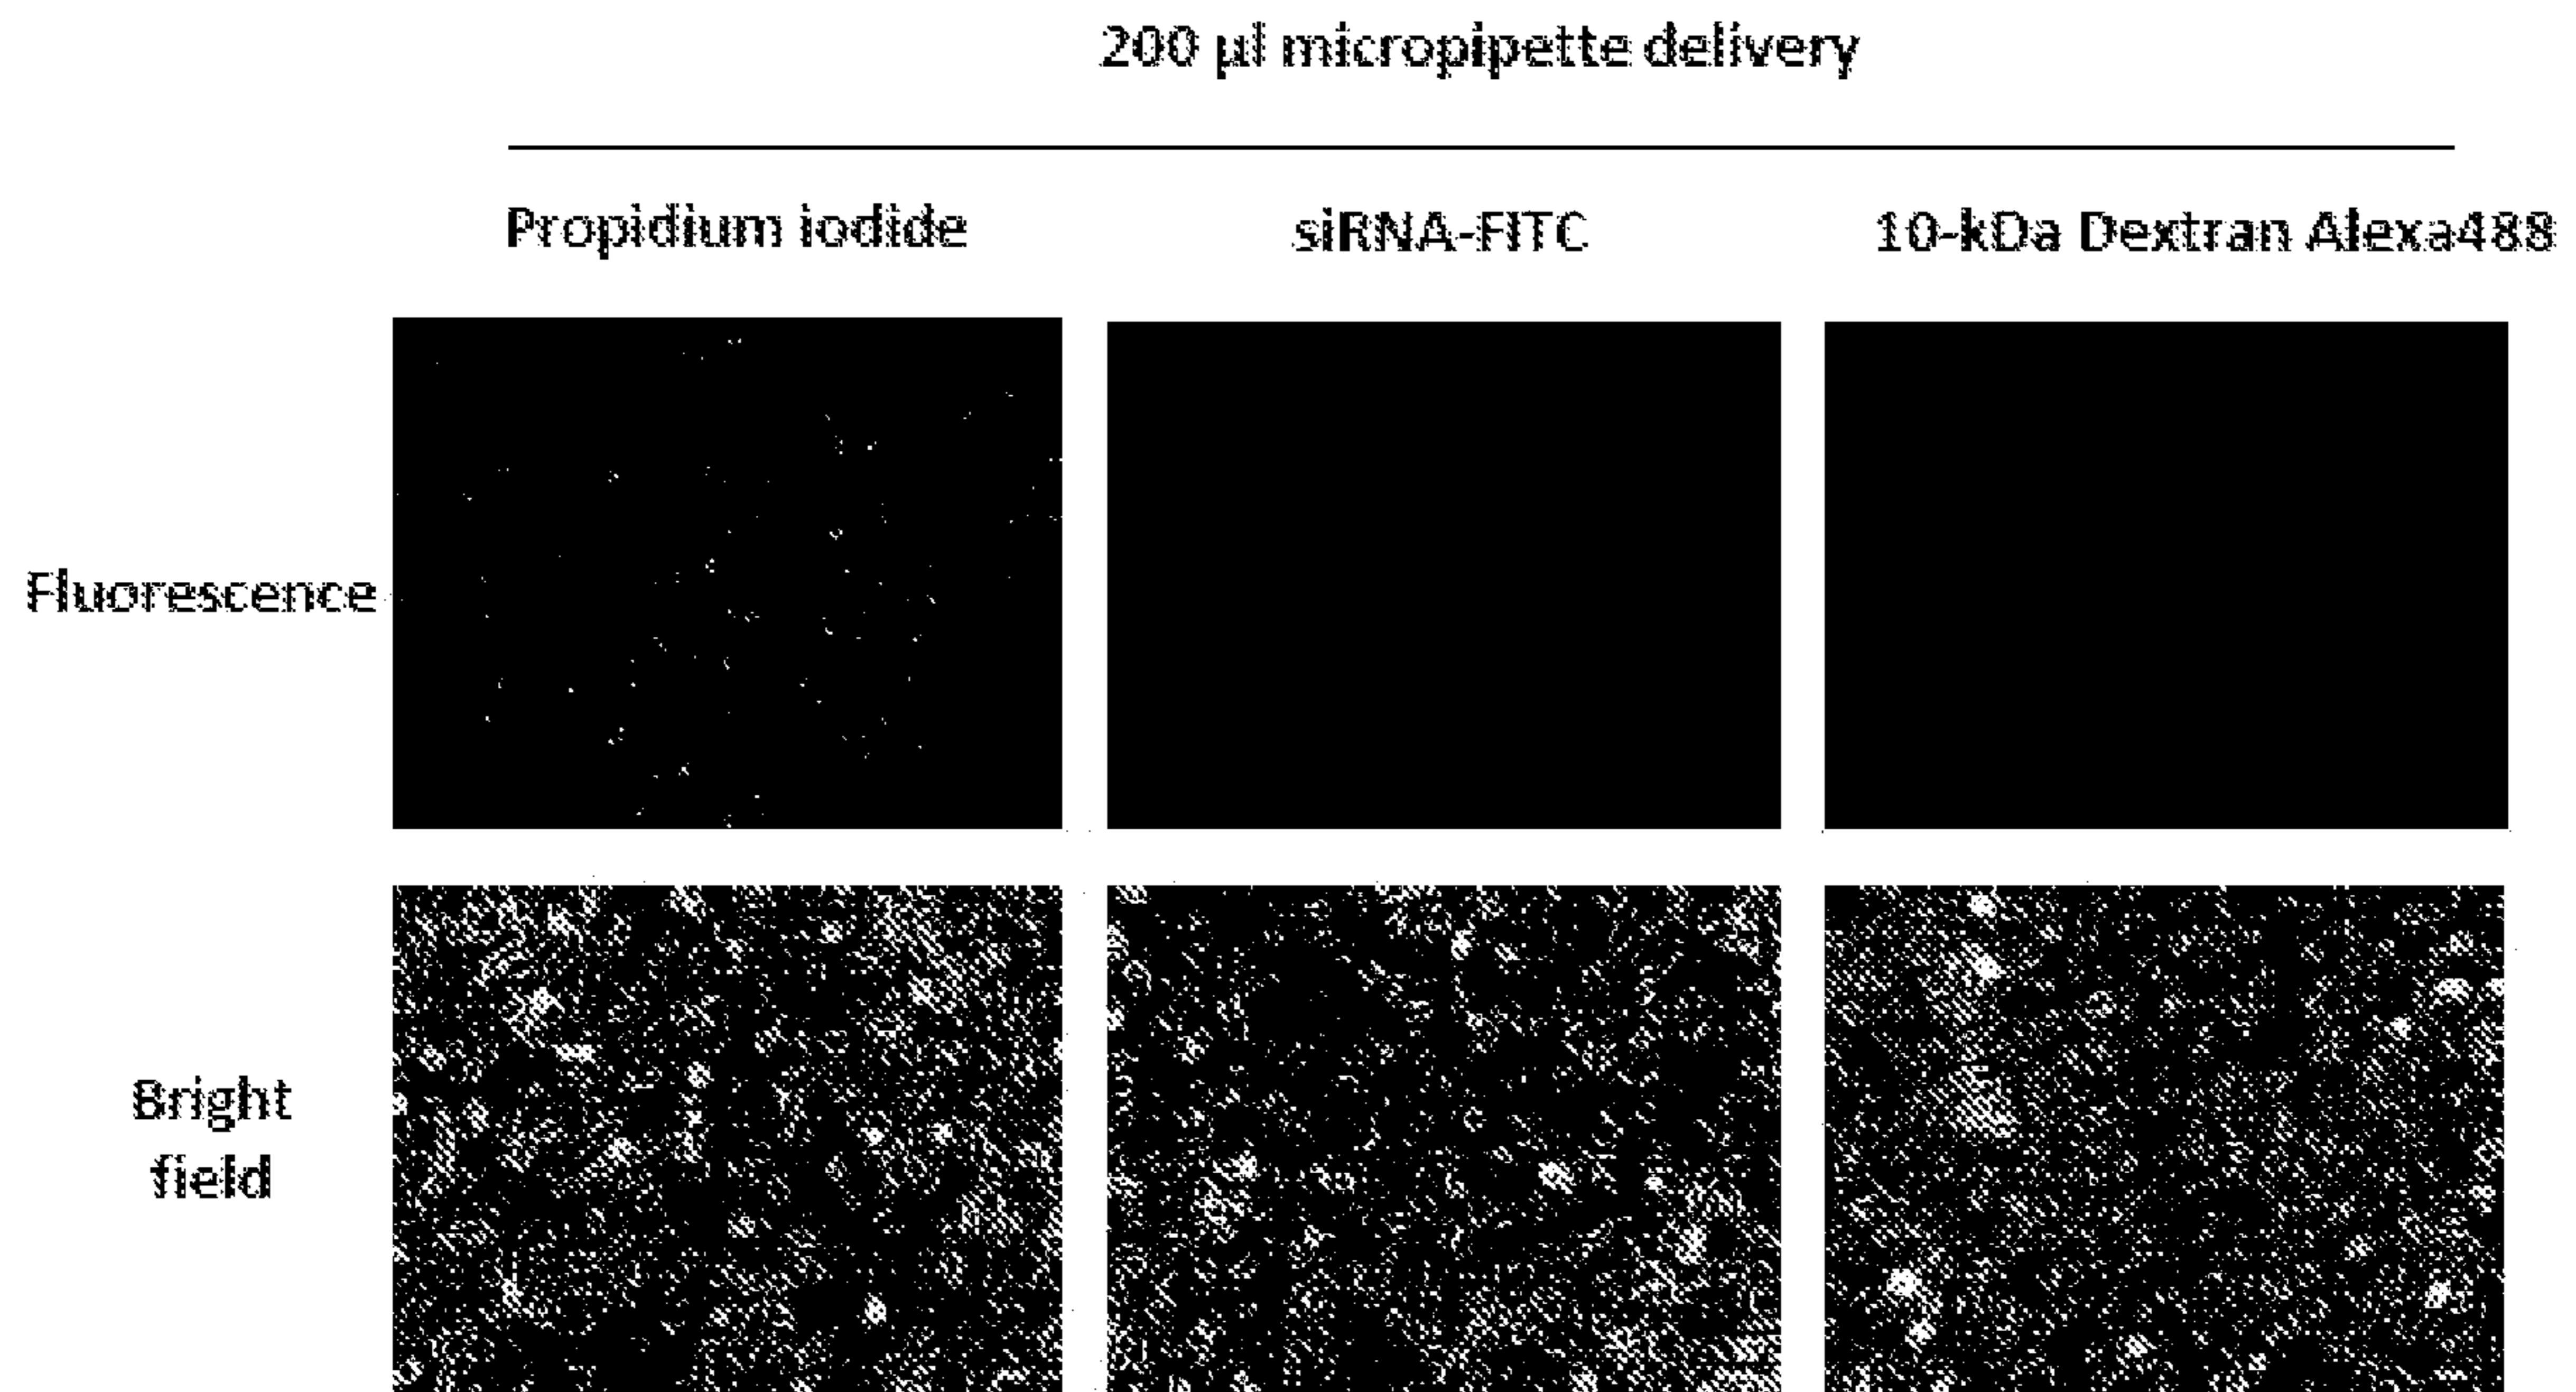 200 µl micropipette delivery
Propidium iodide
siRNA-FITC
10-kDa Dextran Alexa488
Fluorescence
Bright
field